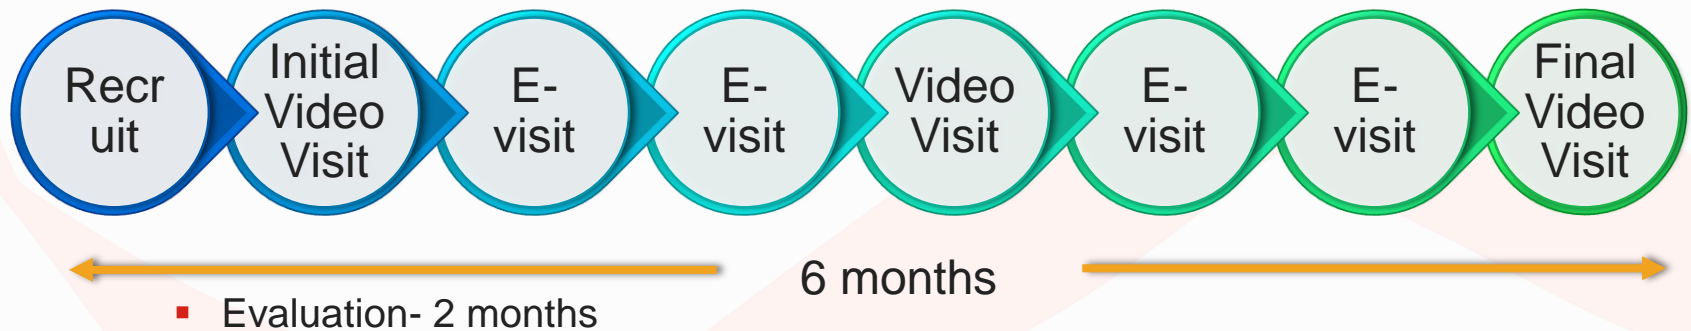 Recr
uit
Initial
Video
Visit
E-
visit
E-
visit
Video
Visit
E-
visit
E-
visit
Final
Video
Visit
6 months
▪ Evaluation- 2 months